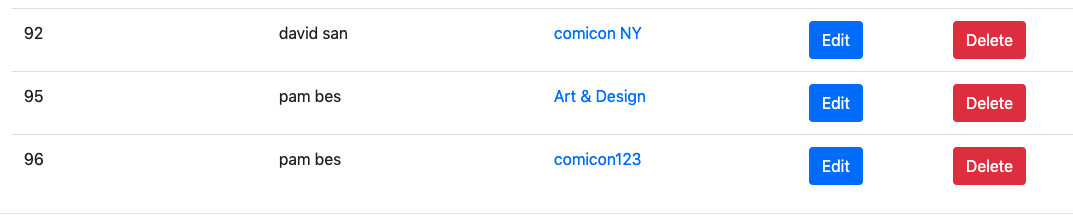 92 david san comicon NY Edit Delete
95 pam bes Art & Design Edit Delete
96 pam bes comicon123 Edit Delete